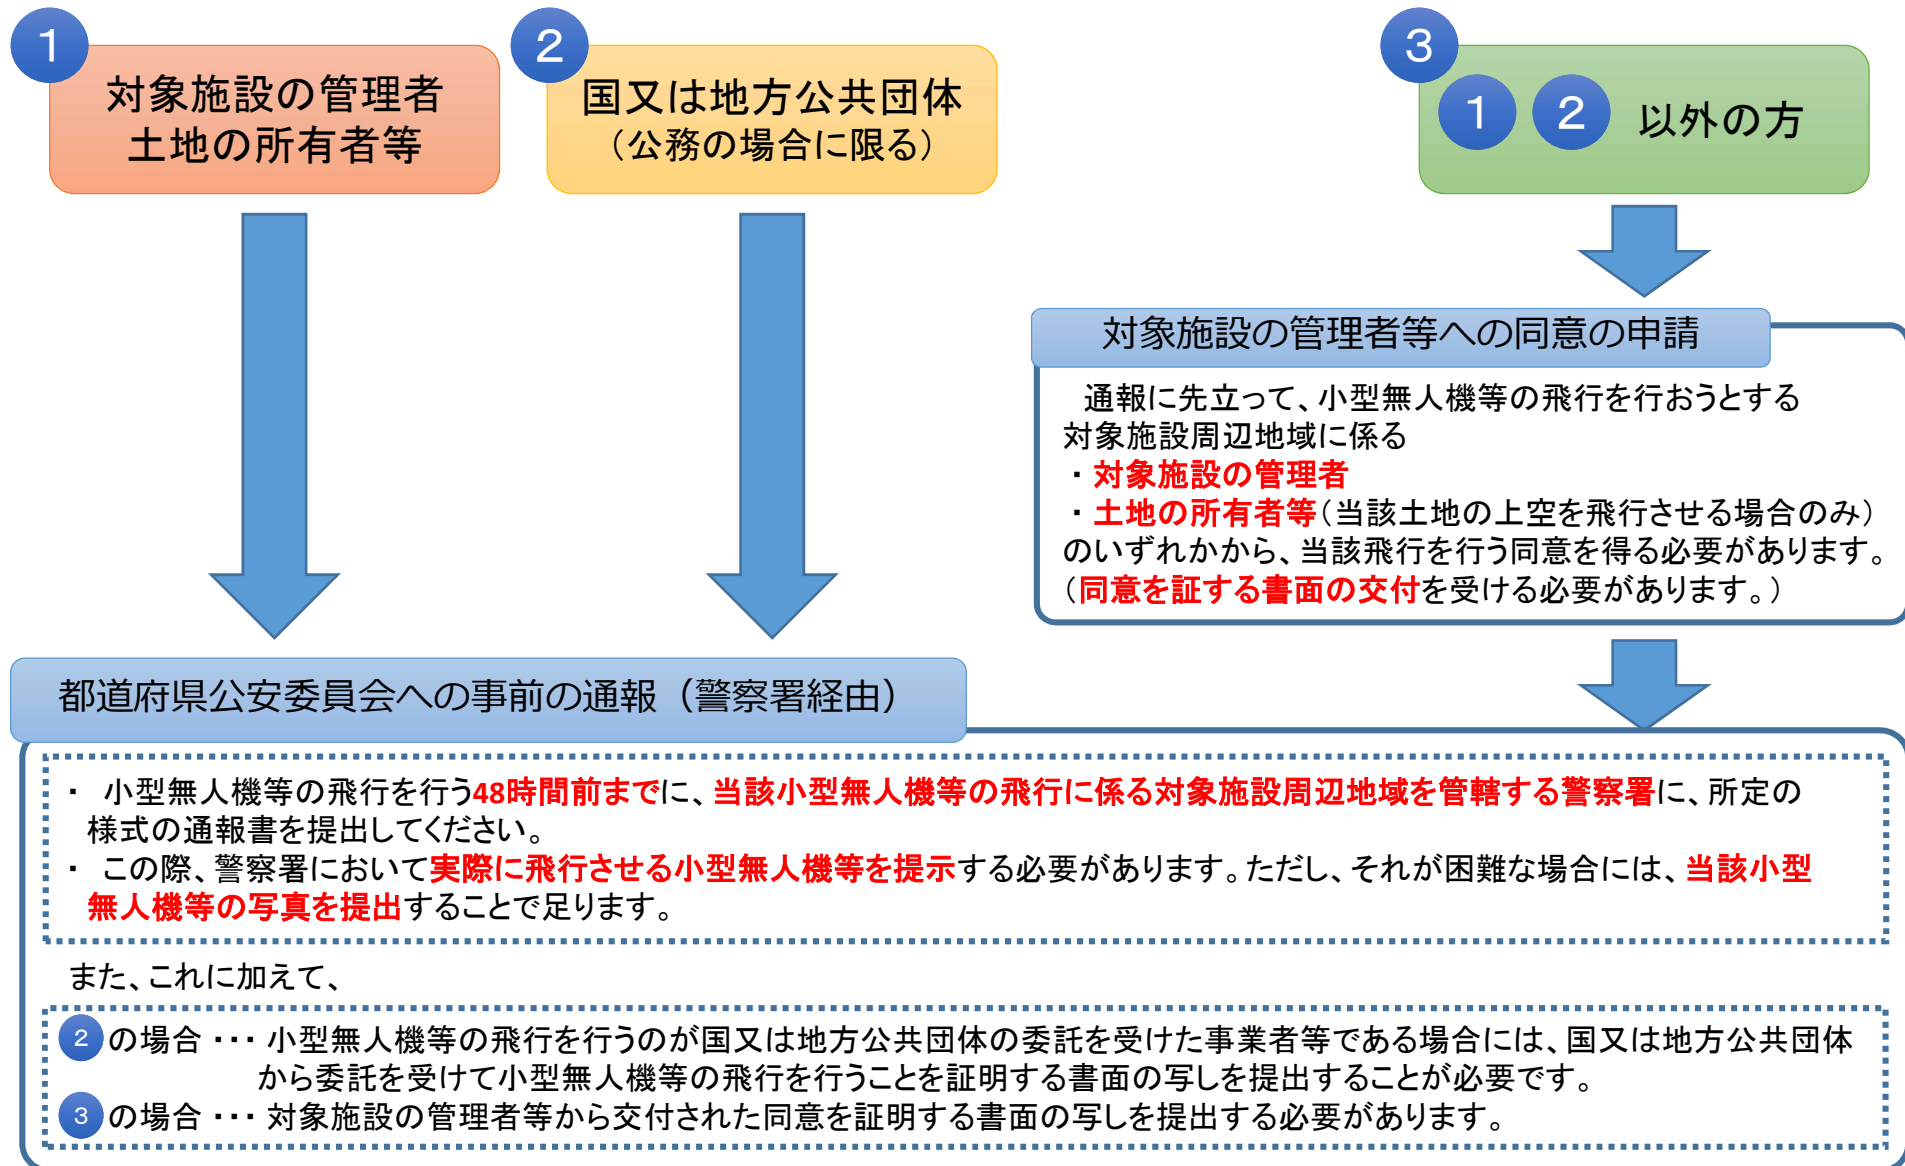 1
対象施設の管理者
土地の所有者等
2
国又は地方公共団体
（公務の場合に限る）
3
1 2 以外の方
対象施設の管理者等への同意の申請
通報に先立って、小型無人機等の飛行を行おうとする
対象施設周辺地域に係る
・対象施設の管理者
・土地の所有者等（当該土地の上空を飛行させる場合のみ）
のいずれかから、当該飛行を行う同意を得る必要があります。
（同意を証する書面の交付を受ける必要があります。）
都道府県公安委員会への事前の通報（警察署経由）
・ 小型無人機等の飛行を行う48時間前までに、当該小型無人機等の飛行に係る対象施設周辺地域を管轄する警察署に、所定の
様式の通報書を提出してください。
・ この際、警察署において実際に飛行させる小型無人機等を提示する必要があります。ただし、それが困難な場合には、当該小型
無人機等の写真を提出することで足ります。
また、これに加えて、
2 の場合 ・・・ 小型無人機等の飛行を行うのが国又は地方公共団体の委託を受けた事業者等である場合には、国又は地方公共団体
から委託を受けて小型無人機等の飛行を行うことを証明する書面の写しを提出することが必要です。
3 の場合 ・・・ 対象施設の管理者等から交付された同意を証明する書面の写しを提出する必要があります。